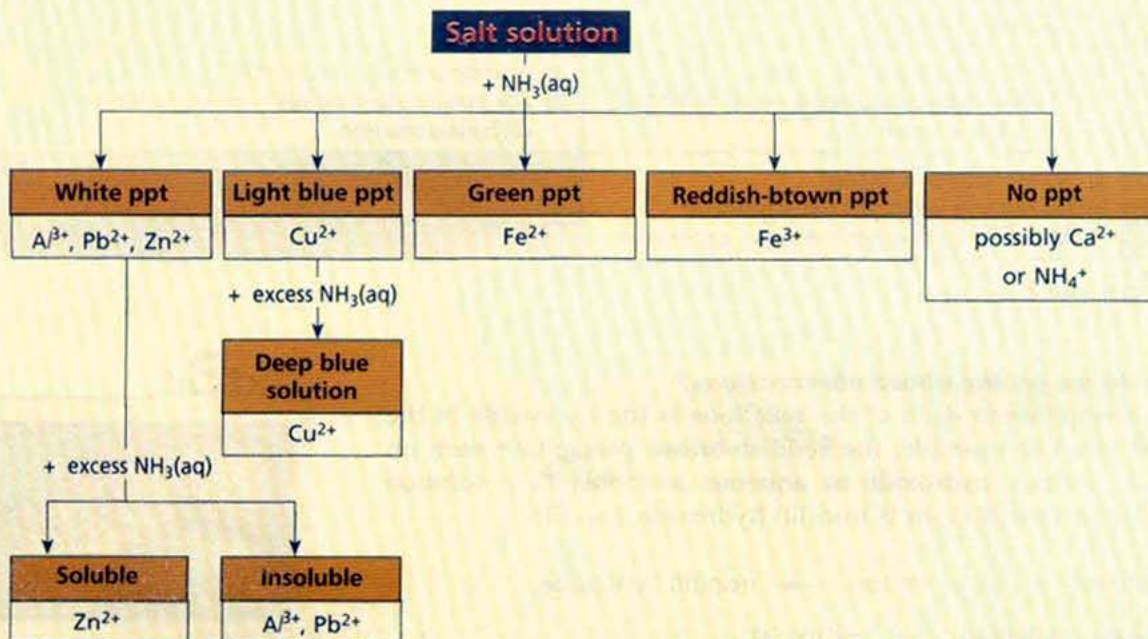 Salt solution
+ NH₃(aq)
White ppt
Light blue ppt
Green ppt
Reddish-btown ppt
No ppt
Al³⁺, Pb²⁺, Zn²⁺
Cu²⁺
Fe²⁺
Fe³⁺
possibly Ca²⁺
or NH₄⁺
+ excess NH₃(aq)
Deep blue
solution
Cu²⁺
+ excess NH₃(aq)
Soluble
Insoluble
Zn²⁺
Al³⁺, Pb²⁺